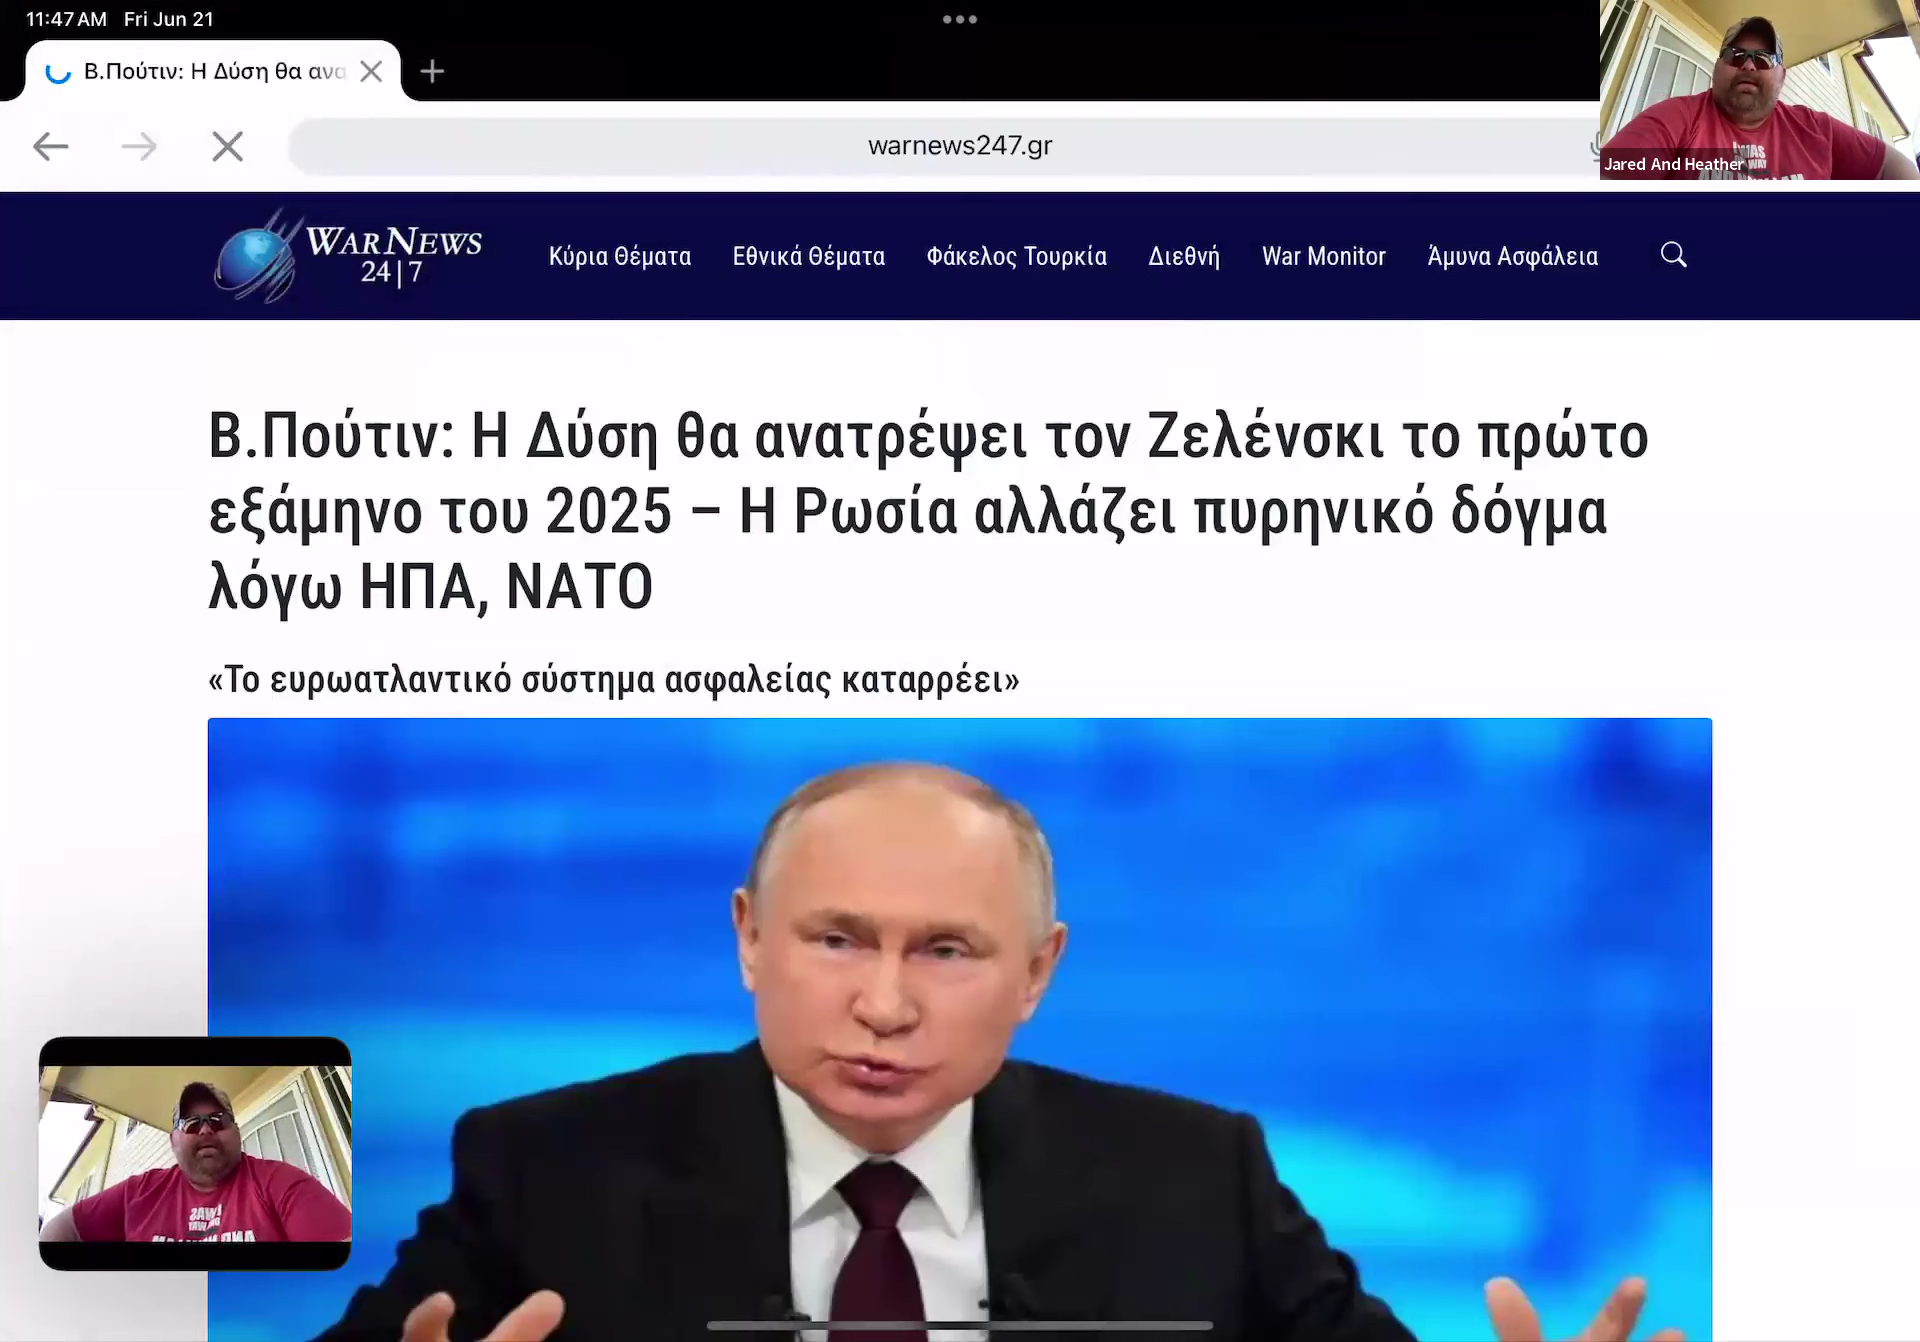 11:47 AM Fri Jun 21
Β.Πούτιν: Η Δύση θα ανα
warnews247.gr
Jared And Heather
WARNEWS
24|7
Κύρια Θέματα Εθνικά Θέματα Φάκελος Τουρκία Διεθνή War Monitor Άμυνα Ασφάλεια
Β.Πούτιν: Η Δύση θα ανατρέψει τον Ζελένσκι το πρώτο
εξάμηνο του 2025 – Η Ρωσία αλλάζει πυρηνικό δόγμα
λόγω ΗΠΑ, ΝΑΤΟ
«Το ευρωατλαντικό σύστημα ασφαλείας καταρρέει»